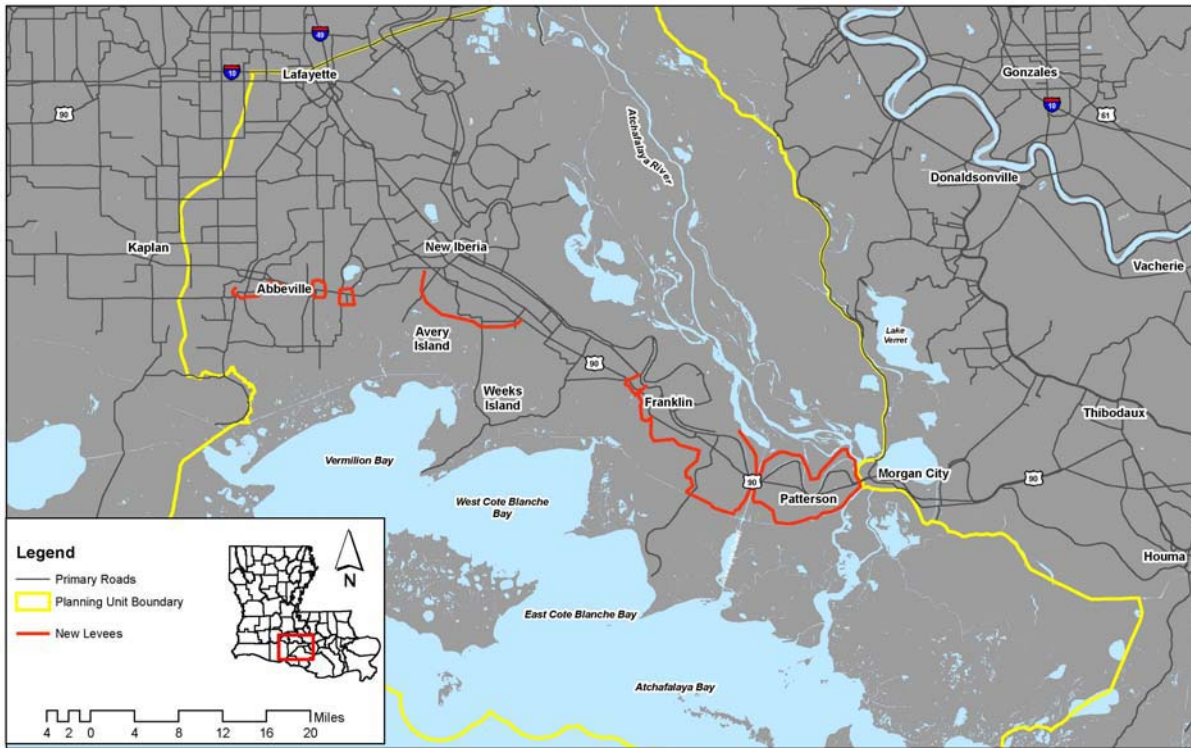 49
10
Lafayette
90
Gonzales
10
61
Atchafalaya River
Donaldsonville
Kaplan
New Iberia
Vacherie
Abbeville
Avery
Island
Lake
Verret
90
Weeks
Island
Franklin
Thibodaux
Vermilion Bay
Morgan City
90
90
Patterson
West Cote Blanche
Bay
Houma
East Cote Blanche Bay
Atchafalaya Bay
Legend
Primary Roads
Planning Unit Boundary
New Levees
N
Miles
4 2 0 4 8 12 16 20